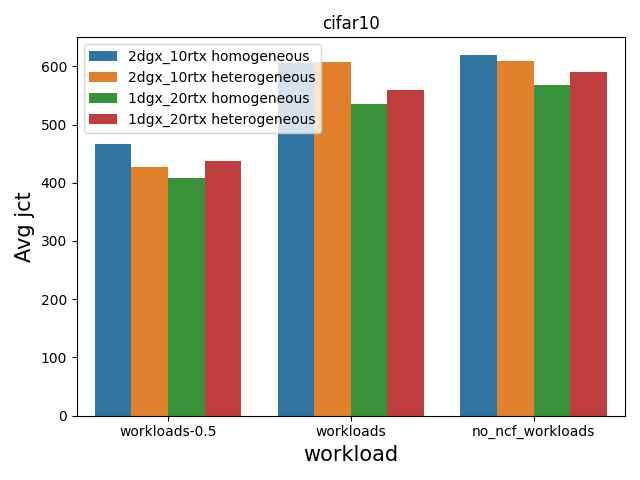 cifar10
2dgx_10rtx homogeneous
2dgx_10rtx heterogeneous
1dgx_20rtx homogeneous
1dgx_20rtx heterogeneous
Avg jct
600
500
400
300
200
100
0
workloads-0.5 workloads no_ncf_workloads
workload